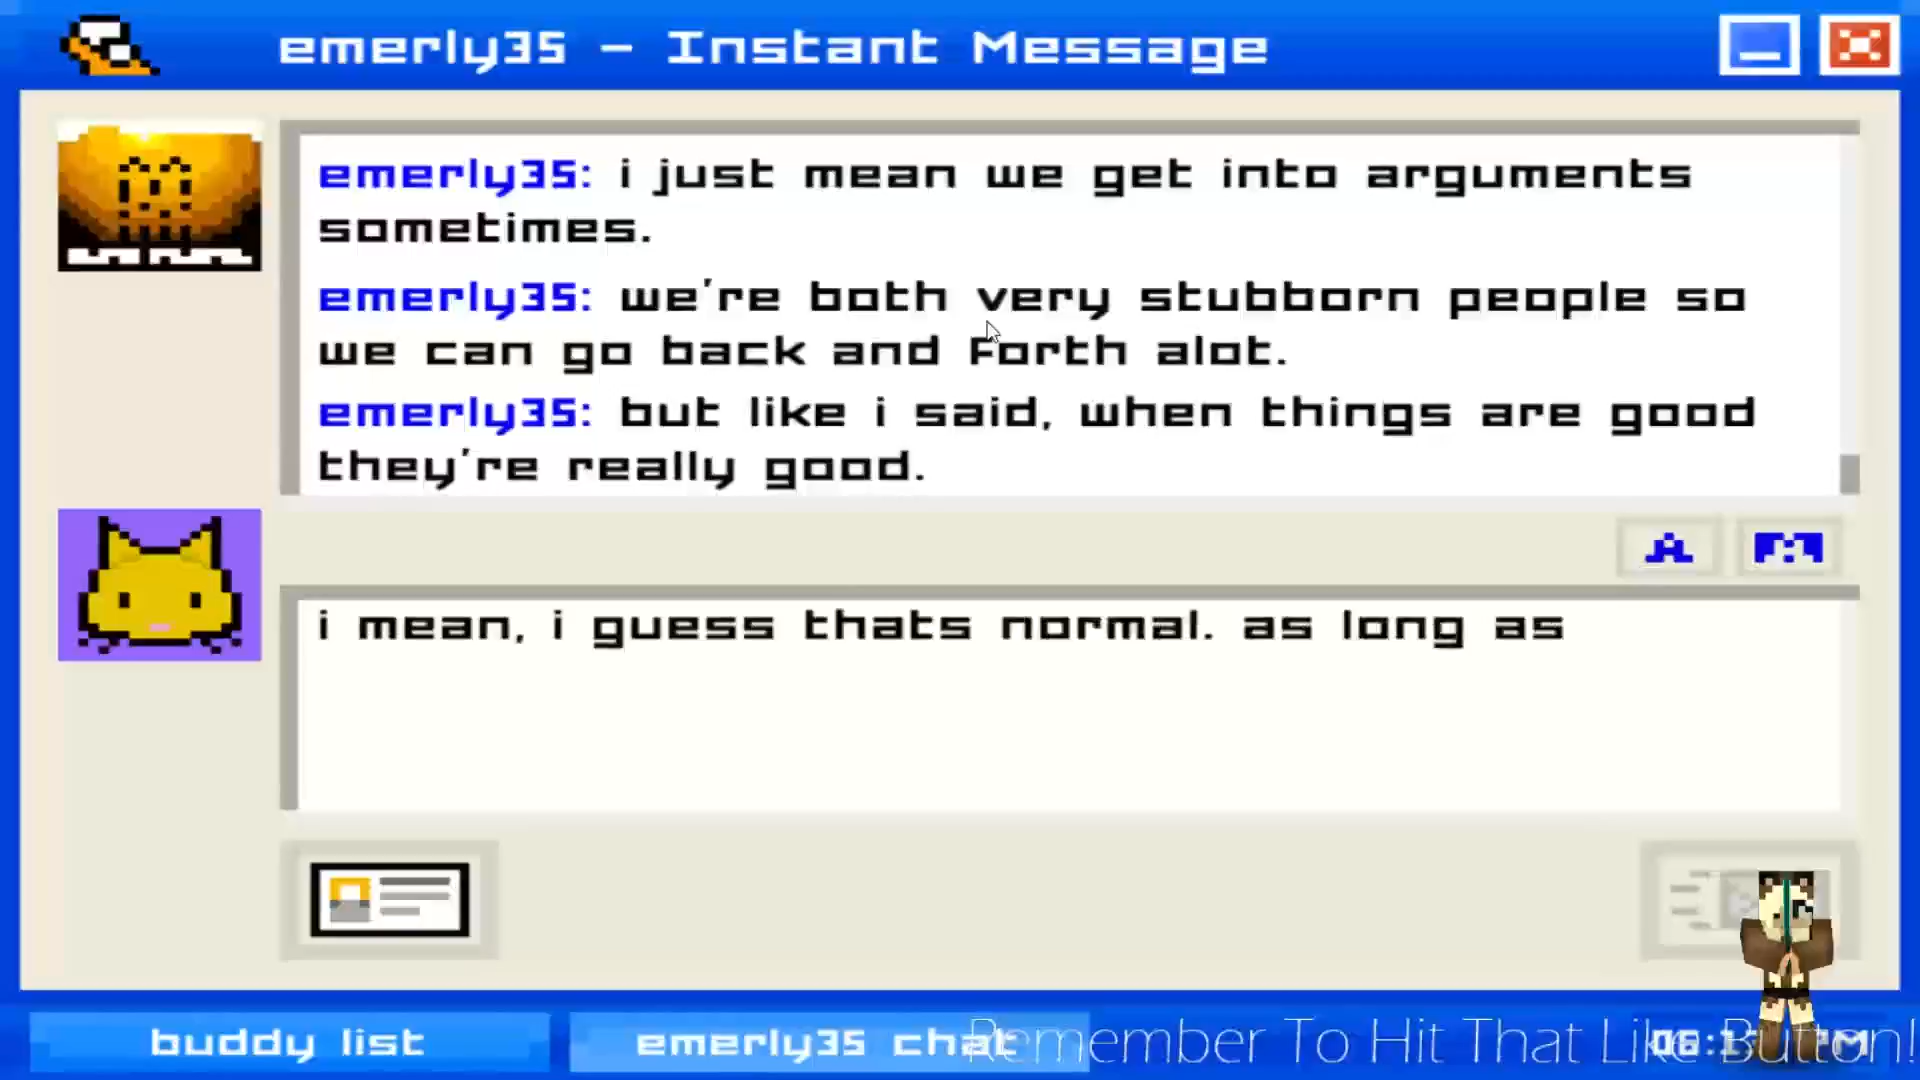 emerly35 - Instant Message
emerly35: i just mean we get into arguments
sometimes.
emerly35: we're both very stubborn people so
we can go back and forth alot.
emerly35: but like i said, when things are good
they're really good.
A
i mean, i guess thats normal. as long as
buddy list
emerly35 chat
Remember To Hit That Like Button!